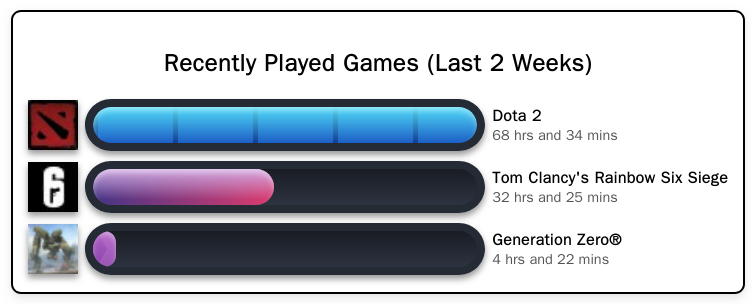 Recently Played Games (Last 2 Weeks)
Dota 2
68 hrs and 34 mins
Tom Clancy's Rainbow Six Siege
32 hrs and 25 mins
Generation Zero®
4 hrs and 22 mins